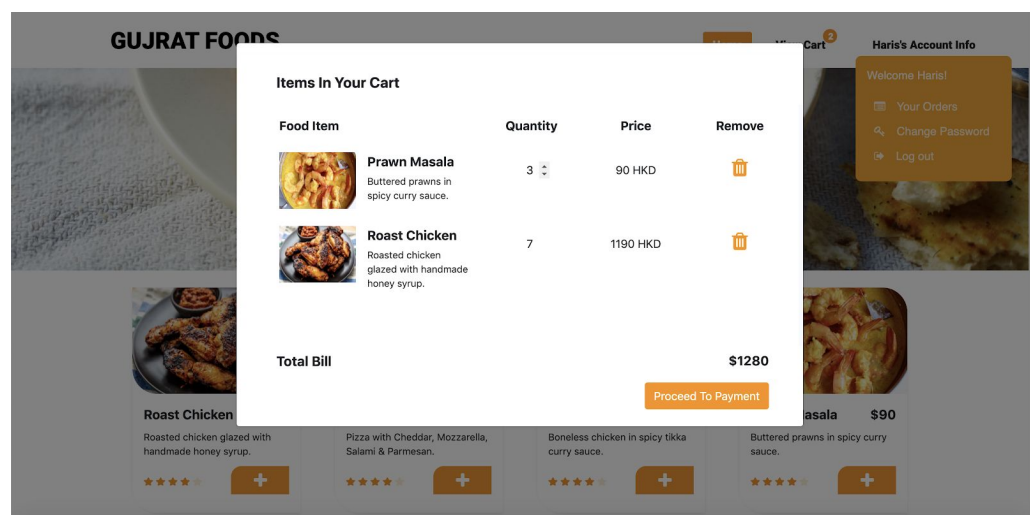 GUJRAT FOODS
Cart
2
Haris's Account Info
Welcome Haris!
Your Orders
Change Password
Log out
Items In Your Cart
Food Item Quantity Price Remove
Prawn Masala
Buttered prawns in
spicy curry sauce.
3 90 HKD
Roast Chicken
Roasted chicken
glazed with handmade
honey syrup.
7 1190 HKD
Total Bill $1280
Proceed To Payment
Roast Chicken
Roasted chicken glazed with
handmade honey syrup.
Pizza with Cheddar, Mozzarella,
Salami & Parmesan.
Boneless chicken in spicy tikka
curry sauce.
asala $90
Buttered prawns in spicy curry
sauce.